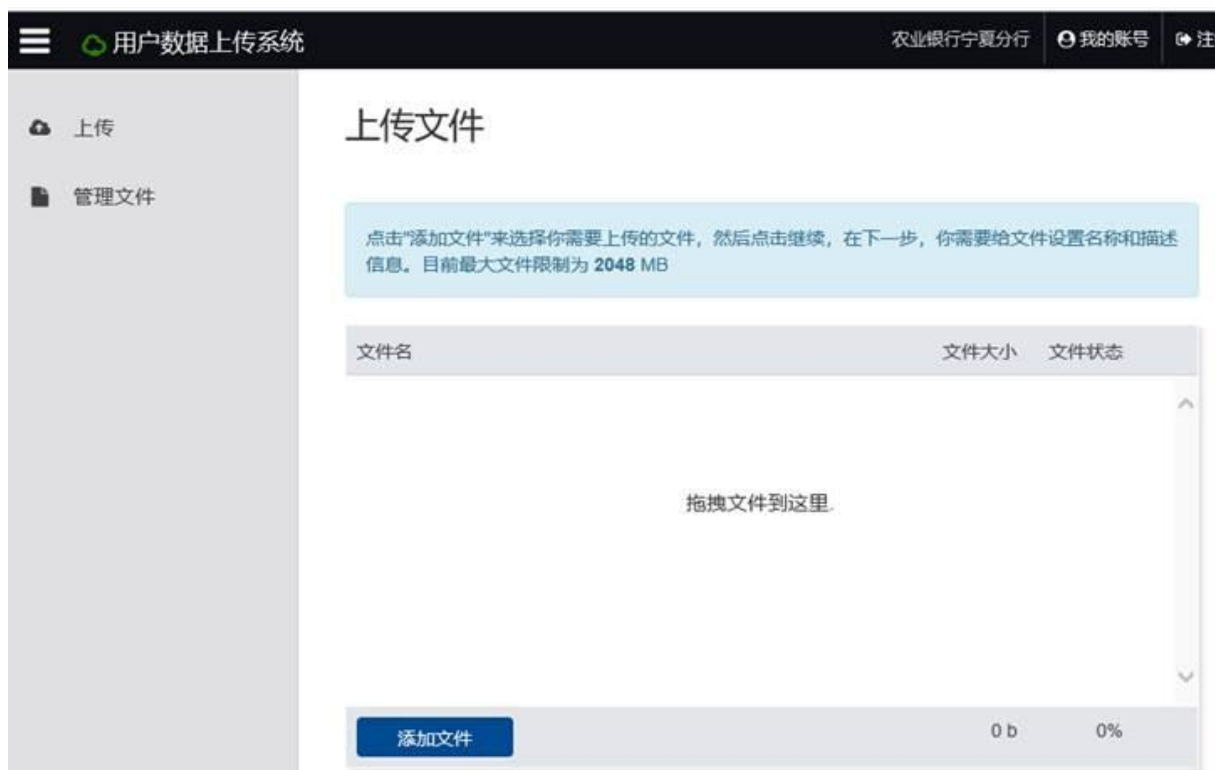 用户数据上传系统 农业银行宁夏分行 我的账号 注
上传
管理文件
上传文件
点击"添加文件"来选择你需要上传的文件，然后点击继续，在下一步，你需要给文件设置名称和描述
信息。目前最大文件限制为 2048 MB
文件名 文件大小 文件状态
拖拽文件到这里.
添加文件 0 b 0%